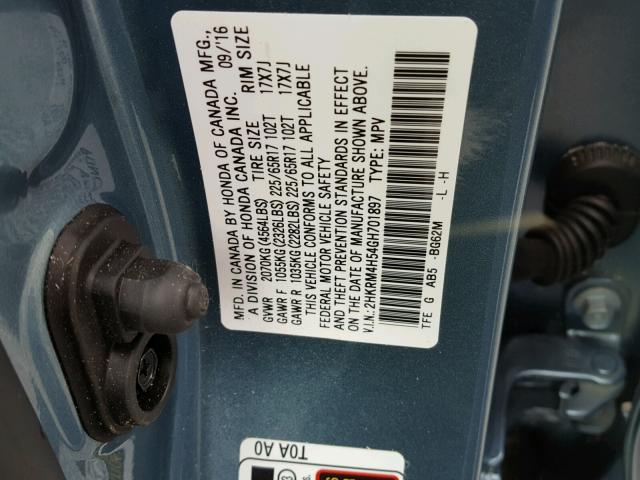 MFD. IN CANADA BY HONDA OF CANADA MFG.,
A DIVISION OF HONDA CANADA INC. 09/'16
TIRE SIZE RIM SIZE
GVWR 2070KG (4564LBS)
GAWR F 1055KG (2326LBS) 225/65R17 102T 17X7J
GAWR R 1035KG (2282LBS) 225/65R17 102T 17X7J
THIS VEHICLE CONFORMS TO ALL APPLICABLE
FEDERAL MOTOR VEHICLE SAFETY
AND THEFT PREVENTION STANDARDS IN EFFECT
ON THE DATE OF MANUFACTURE SHOWN ABOVE.
V.I.N.: 2HKRM4H54GH701897 TYPE: MPV
TFE G AB5 -BG62M -L -H
TOA A0